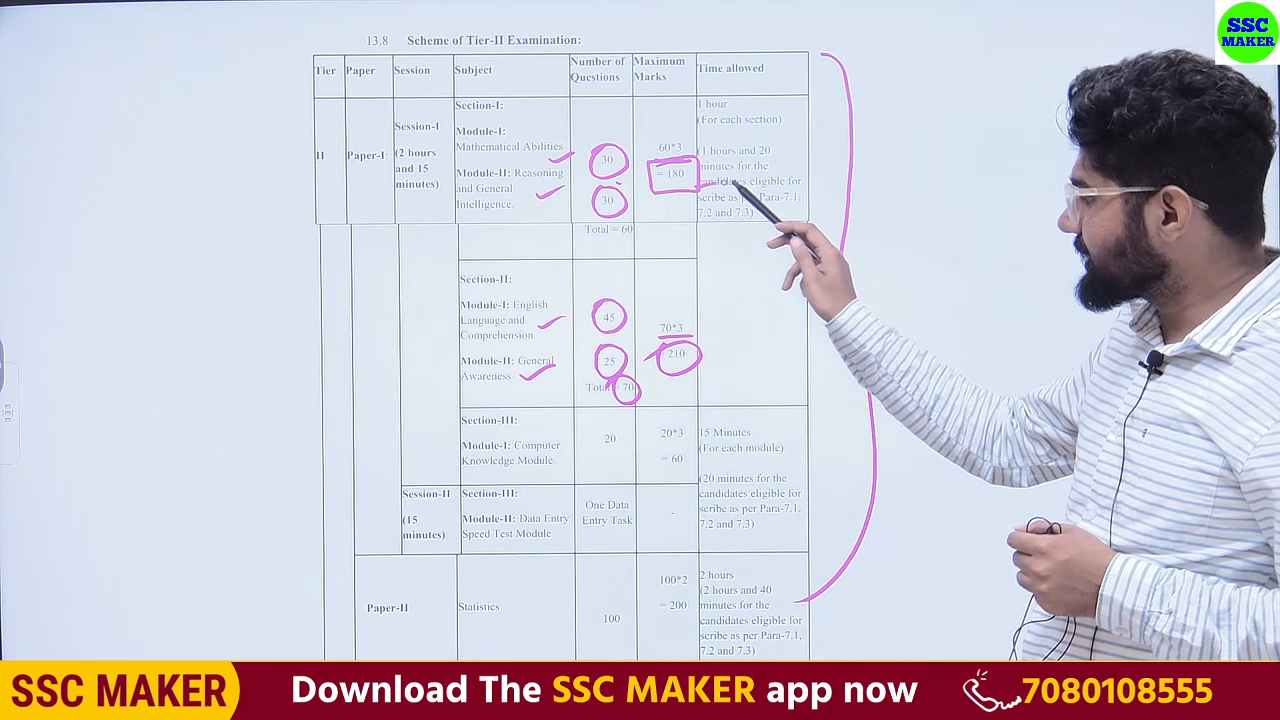 SSC
MAKER
13.8 Scheme of Tier-II Examination:
Tier Paper Session Subject Number of Questions Maximum Marks Time allowed
II Paper-I: Session-I (2 hours and 15 minutes)
Section-I:
Module-I:
Mathematical Abilities
Module-II: Reasoning
and General
Intelligence.
30
30
Total = 60
60*3
= 180
1 hour
(For each section)
(1 hours and 20
minutes for the
candidates eligible for
scribe as per Para-7.1,
7.2 and 7.3)
Section-II:
Module-I: English
Language and
Comprehension
Module-II: General
Awareness
45
25
Total = 70
70*3
210
Section-III:
Module-I: Computer
Knowledge Module
20
20*3
= 60
15 Minutes
(For each module)
(20 minutes for the
candidates eligible for
scribe as per Para-7.1,
7.2 and 7.3)
Session-II
(15
minutes)
Section-III:
Module-II: Data Entry
Speed Test Module
One Data
Entry Task
-
Paper-II
Statistics
100
100*2
= 200
2 hours
(2 hours and 40
minutes for the
candidates eligible for
scribe as per Para-7.1,
7.2 and 7.3)
SSC MAKER Download The SSC MAKER app now 7080108555